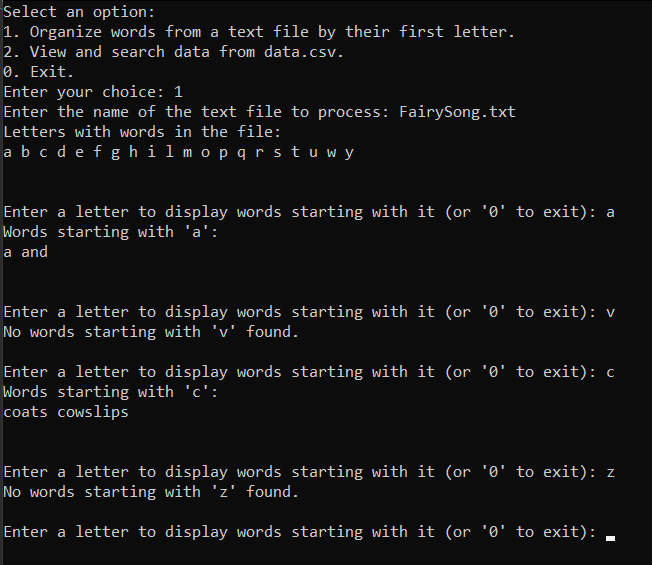 Select an option:
1. Organize words from a text file by their first letter.
2. View and search data from data.csv.
0. Exit.
Enter your choice: 1
Enter the name of the text file to process: FairySong.txt
Letters with words in the file:
a b c d e f g h i l m o p q r s t u w y
Enter a letter to display words starting with it (or '0' to exit): a
Words starting with 'a':
a and
Enter a letter to display words starting with it (or '0' to exit): v
No words starting with 'v' found.
Enter a letter to display words starting with it (or '0' to exit): c
Words starting with 'c':
coats cowslips
Enter a letter to display words starting with it (or '0' to exit): z
No words starting with 'z' found.
Enter a letter to display words starting with it (or '0' to exit):